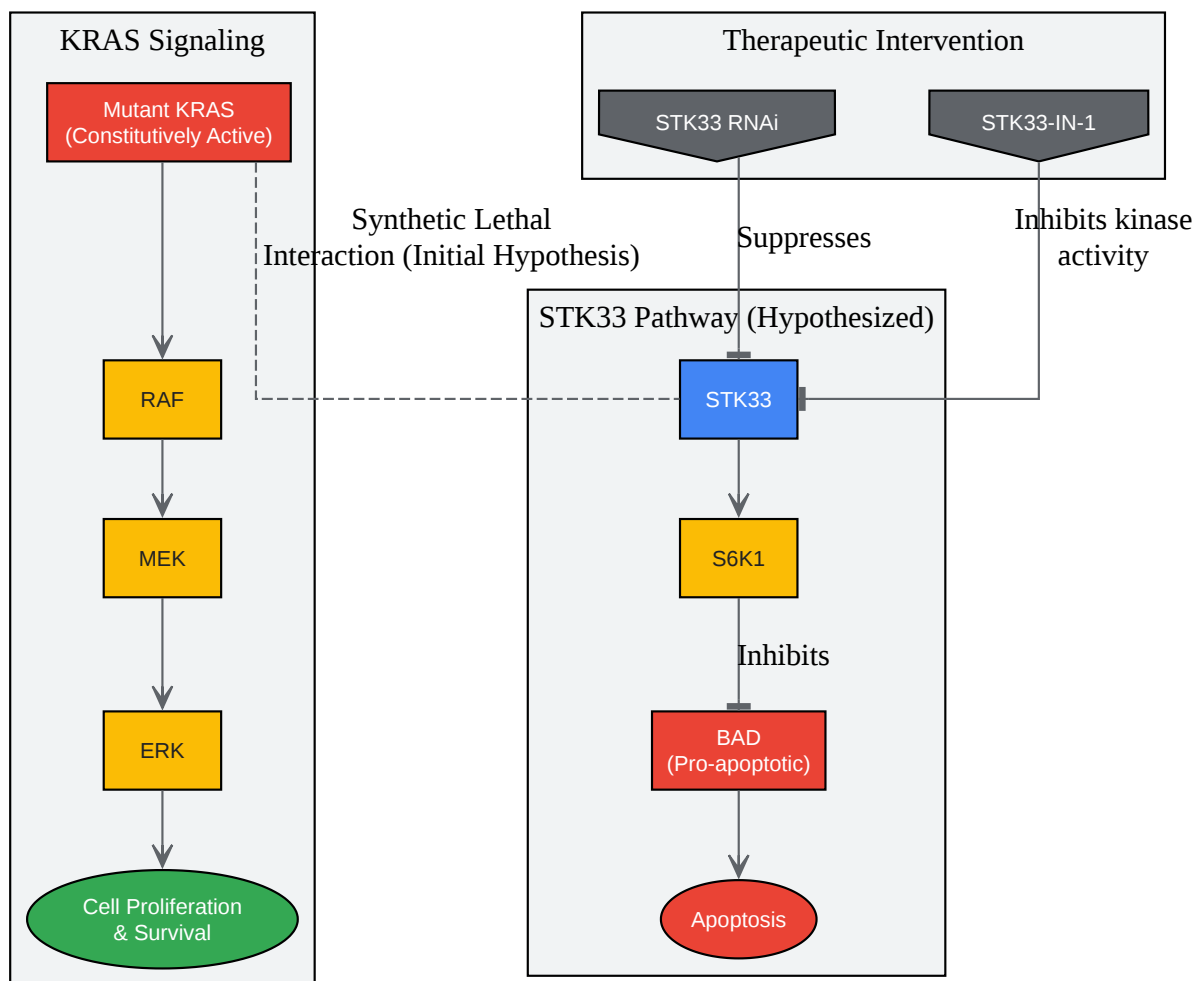 KRAS Signaling
Therapeutic Intervention
Mutant KRAS
(Constitutively Active)
STK33 RNAi
STK33-IN-1
Synthetic Lethal
Interaction (Initial Hypothesis)
Suppresses
Inhibits kinase
activity
STK33 Pathway (Hypothesized)
RAF
STK33
MEK
S6K1
Inhibits
ERK
BAD
(Pro-apoptotic)
Cell Proliferation
& Survival
Apoptosis